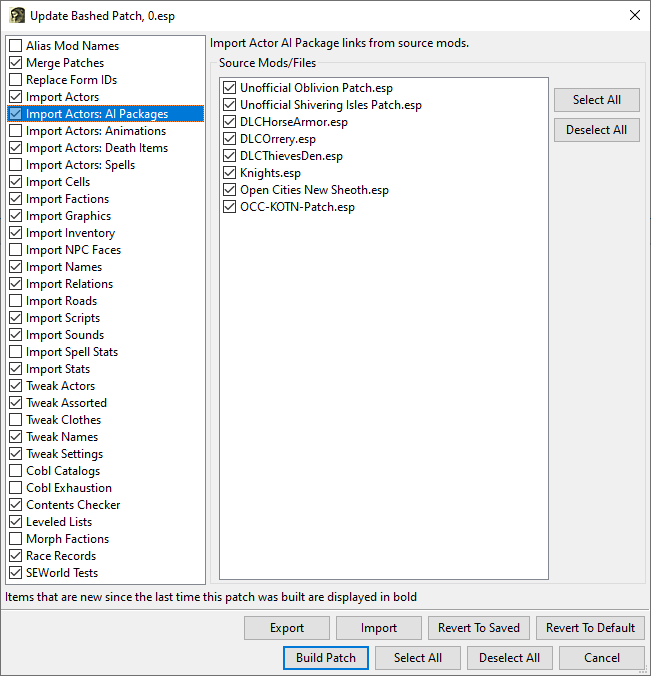 Update Bashed Patch, 0.esp
Alias Mod Names
Merge Patches
Replace Form IDs
Import Actors
Import Actors: AI Packages
Import Actors: Animations
Import Actors: Death Items
Import Actors: Spells
Import Cells
Import Factions
Import Graphics
Import Inventory
Import NPC Faces
Import Names
Import Relations
Import Roads
Import Scripts
Import Sounds
Import Spell Stats
Import Stats
Tweak Actors
Tweak Assorted
Tweak Clothes
Tweak Names
Tweak Settings
Cobl Catalogs
Cobl Exhaustion
Contents Checker
Leveled Lists
Morph Factions
Race Records
SEWorld Tests
Import Actor AI Package links from source mods.
Source Mods/Files
Unofficial Oblivion Patch.esp
Unofficial Shivering Isles Patch.esp
DLCHorseArmor.esp
DLCOrrery.esp
DLCThievesDen.esp
Knights.esp
Open Cities New Sheoth.esp
OCC-KOTN-Patch.esp
Select All
Deselect All
Items that are new since the last time this patch was built are displayed in bold
Export
Import
Revert To Saved
Revert To Default
Build Patch
Select All
Deselect All
Cancel